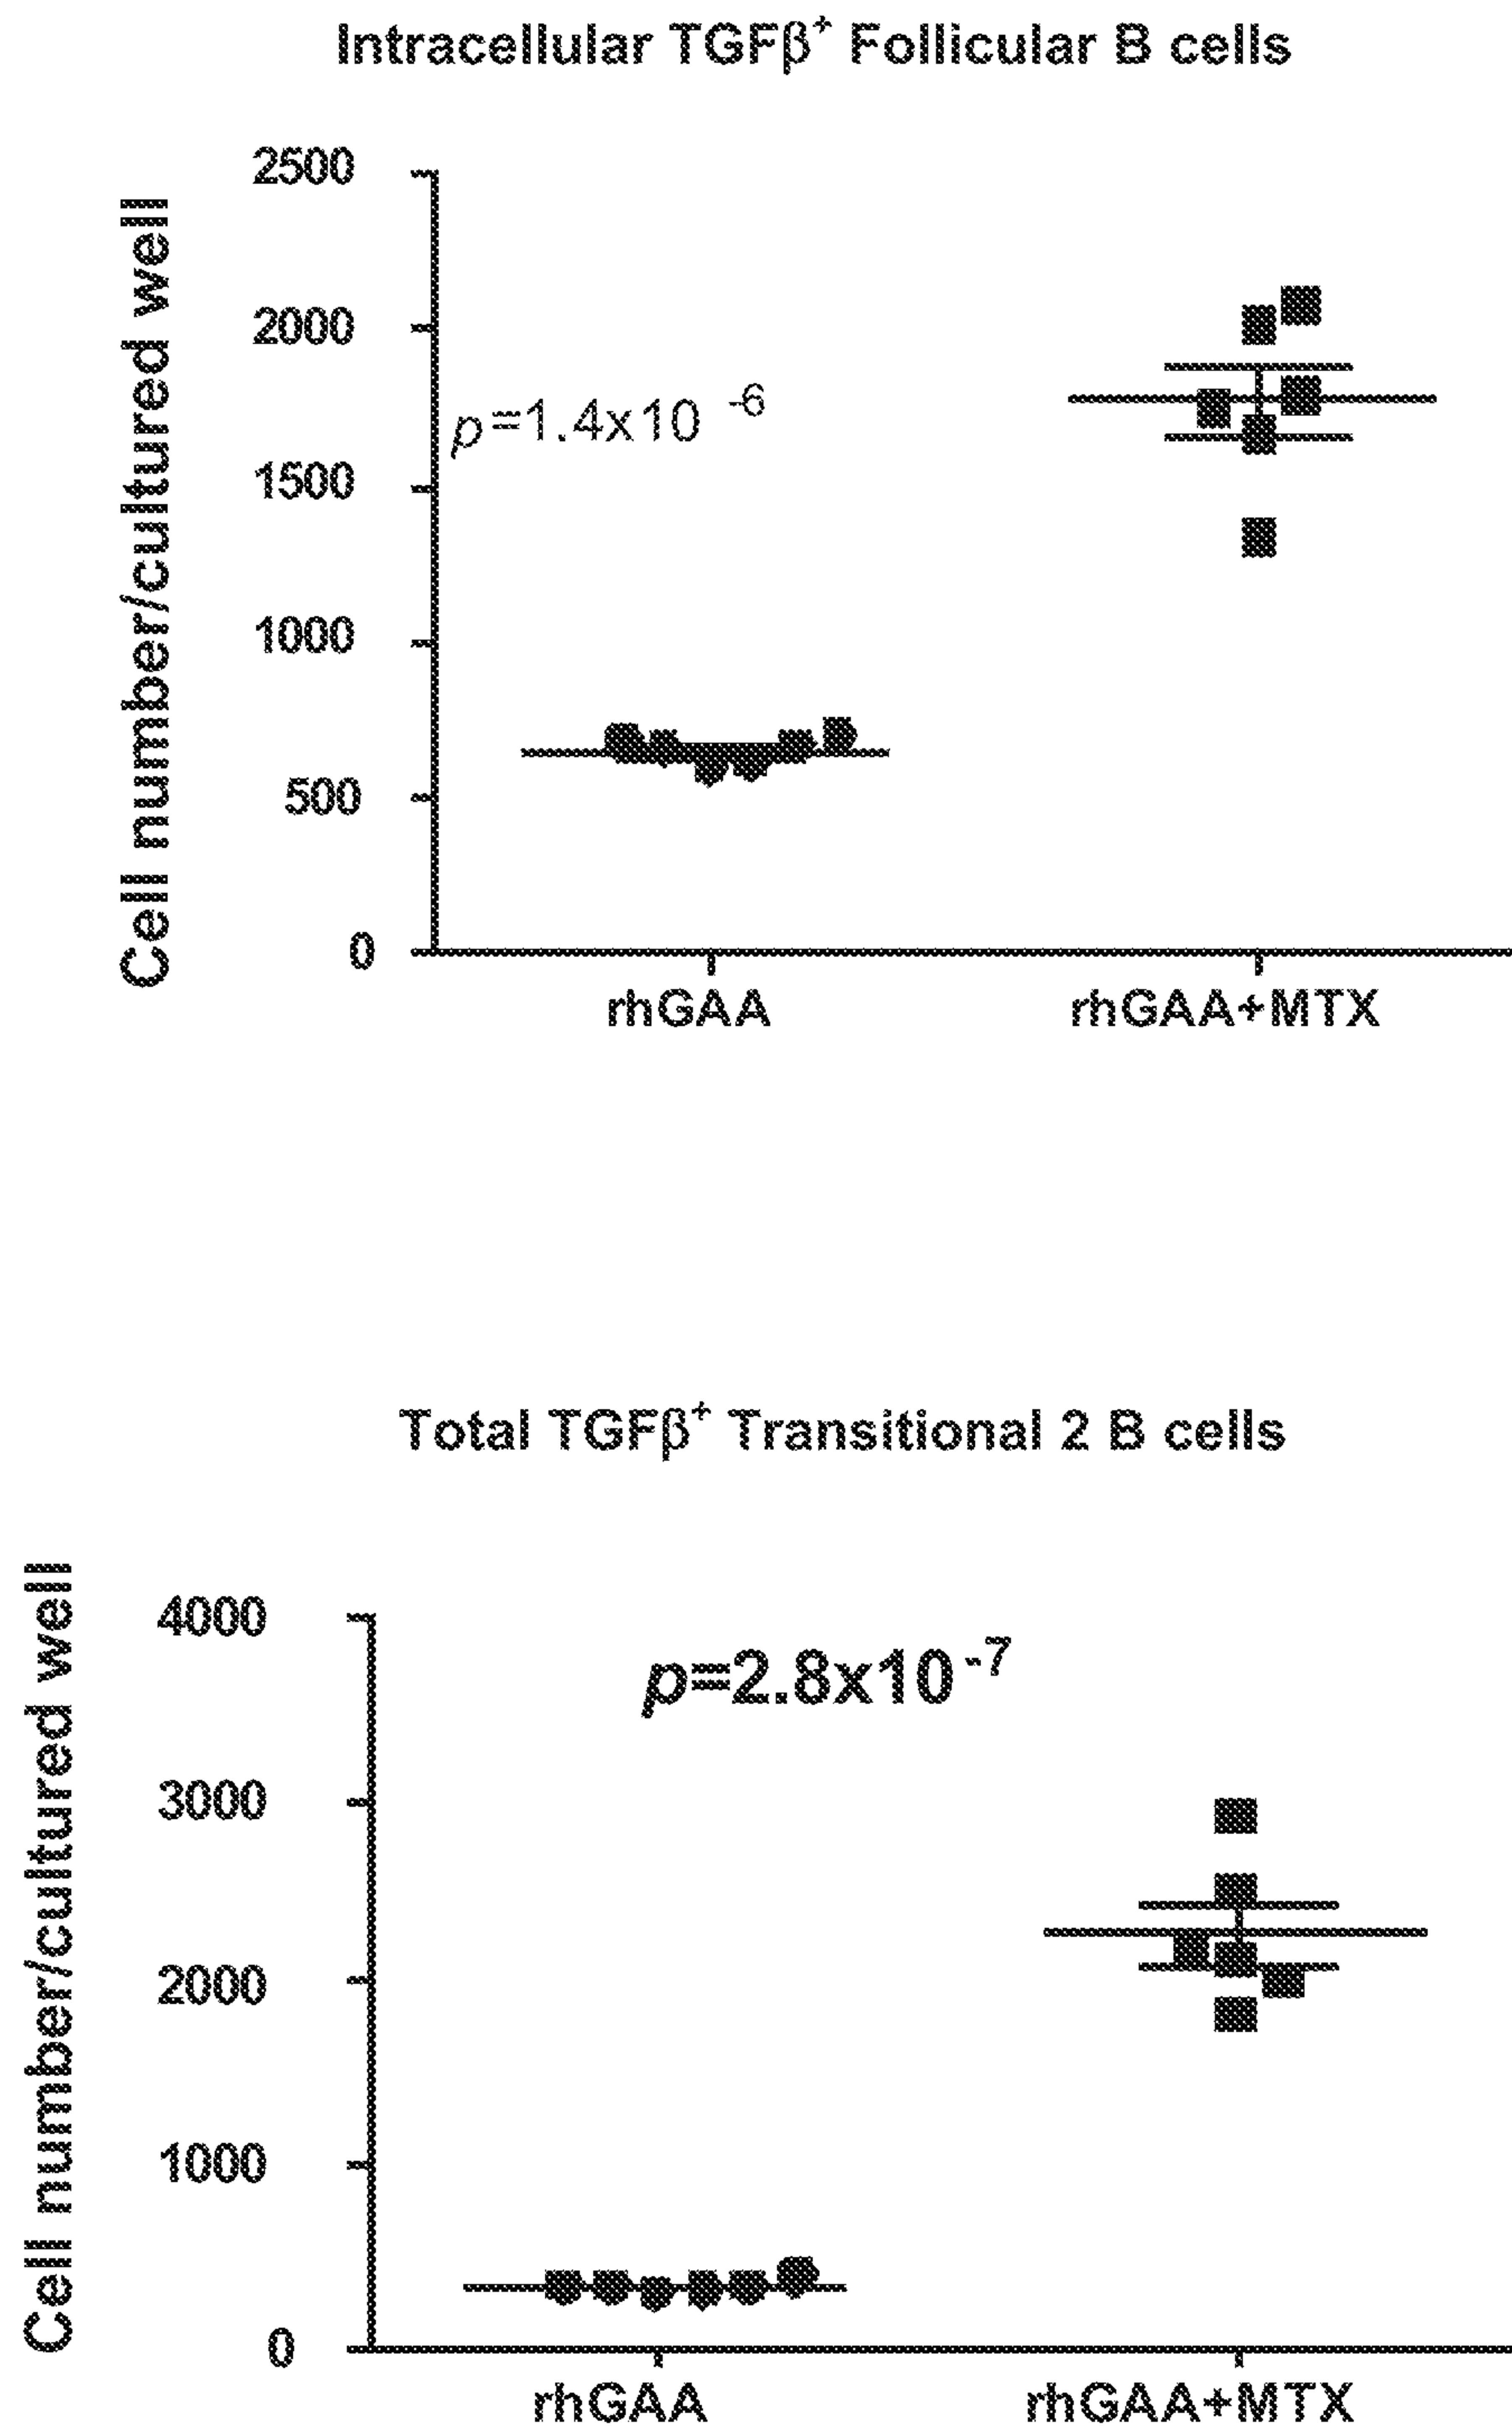 Intracellular TGFβ⁺ Follicular B cells
Cell number/cultured well
2500
2000
p=1.4x10⁻⁶
1500
1000
500
0
rhGAA rhGAA+MTX
Total TGFβ⁺ Transitional 2 B cells
Cell number/cultured well
4000
p=2.8x10⁻⁷
3000
2000
1000
0
rhGAA rhGAA+MTX